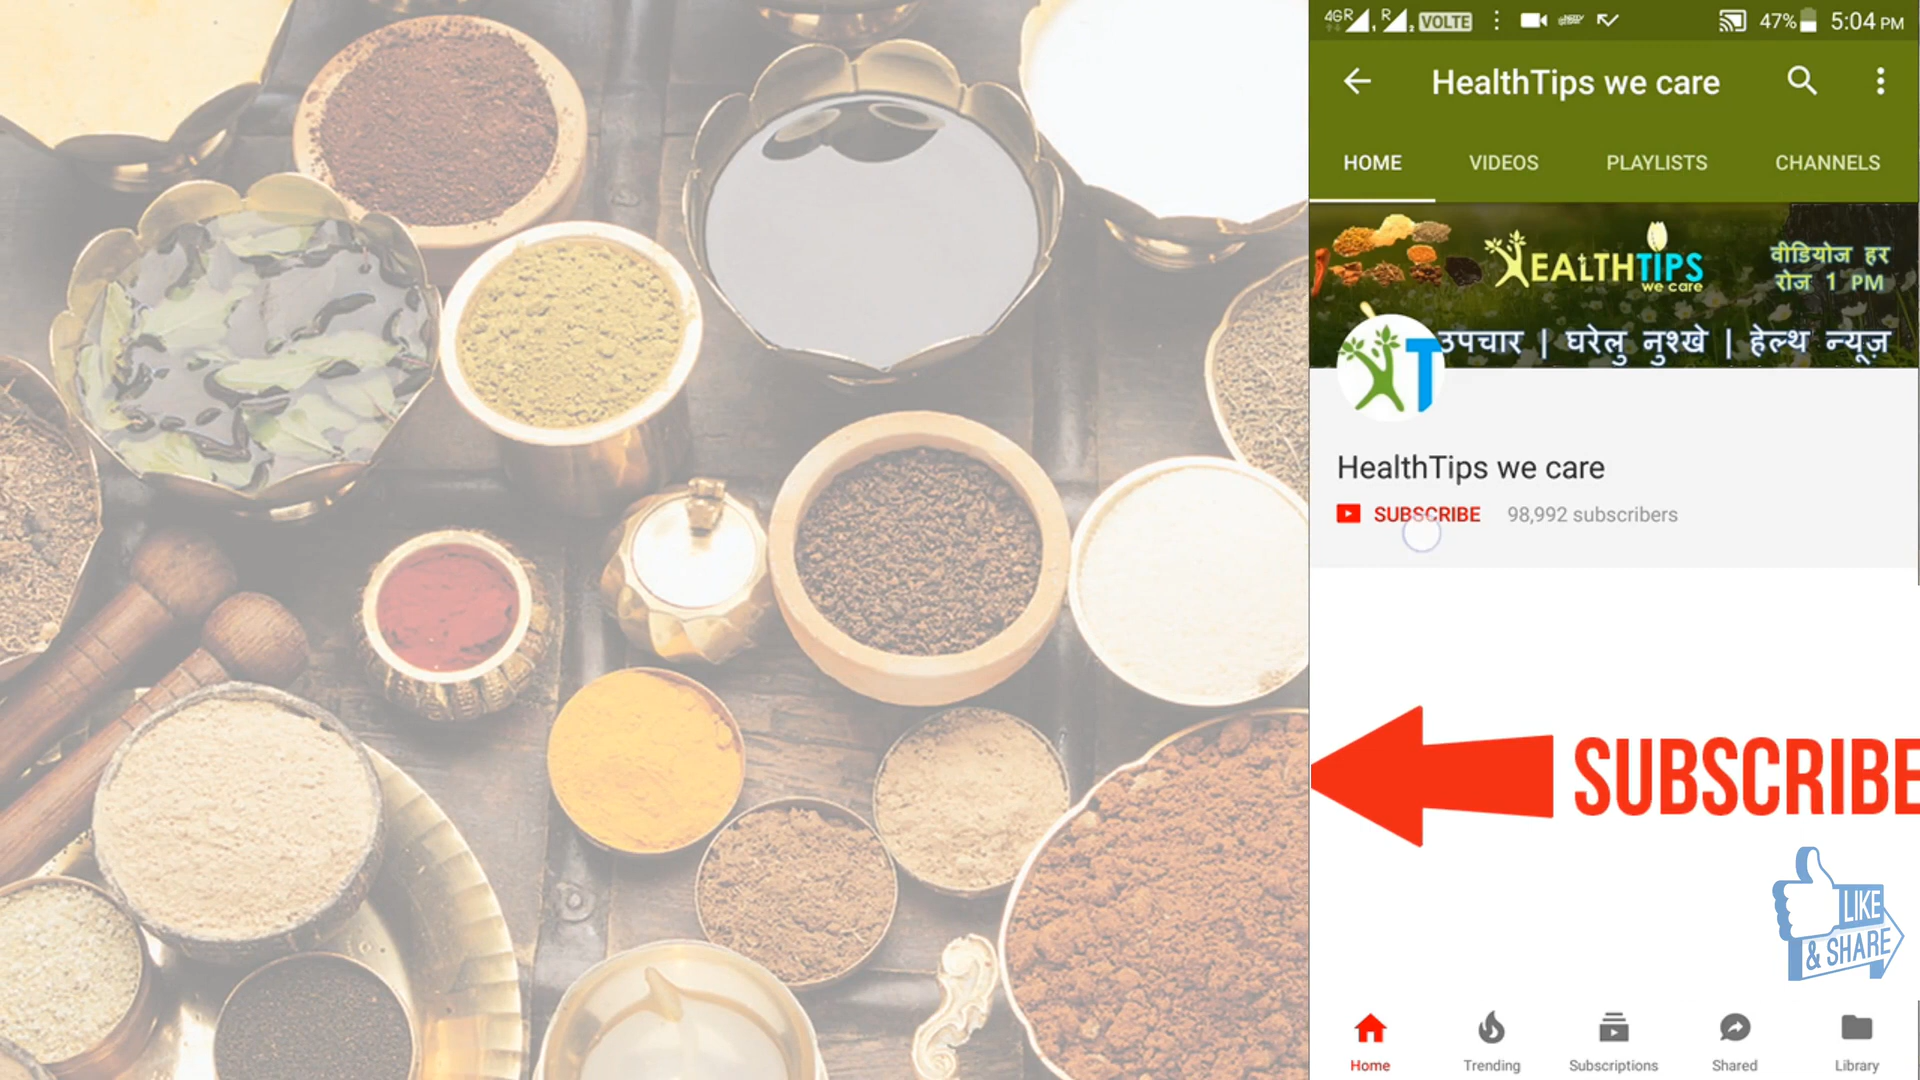 4G R R VOLTE 47% 5:04 PM
HealthTips we care
HOME VIDEOS PLAYLISTS CHANNELS
HEALTHTIPS
we care
वीडियोज हर
रोज 1 PM
उपचार | घरेलु नुश्खे | हेल्थ न्यूज़
T
HealthTips we care
SUBSCRIBE 98,992 subscribers
SUBSCRIBE
LIKE
& SHARE
Home Trending Subscriptions Shared Library